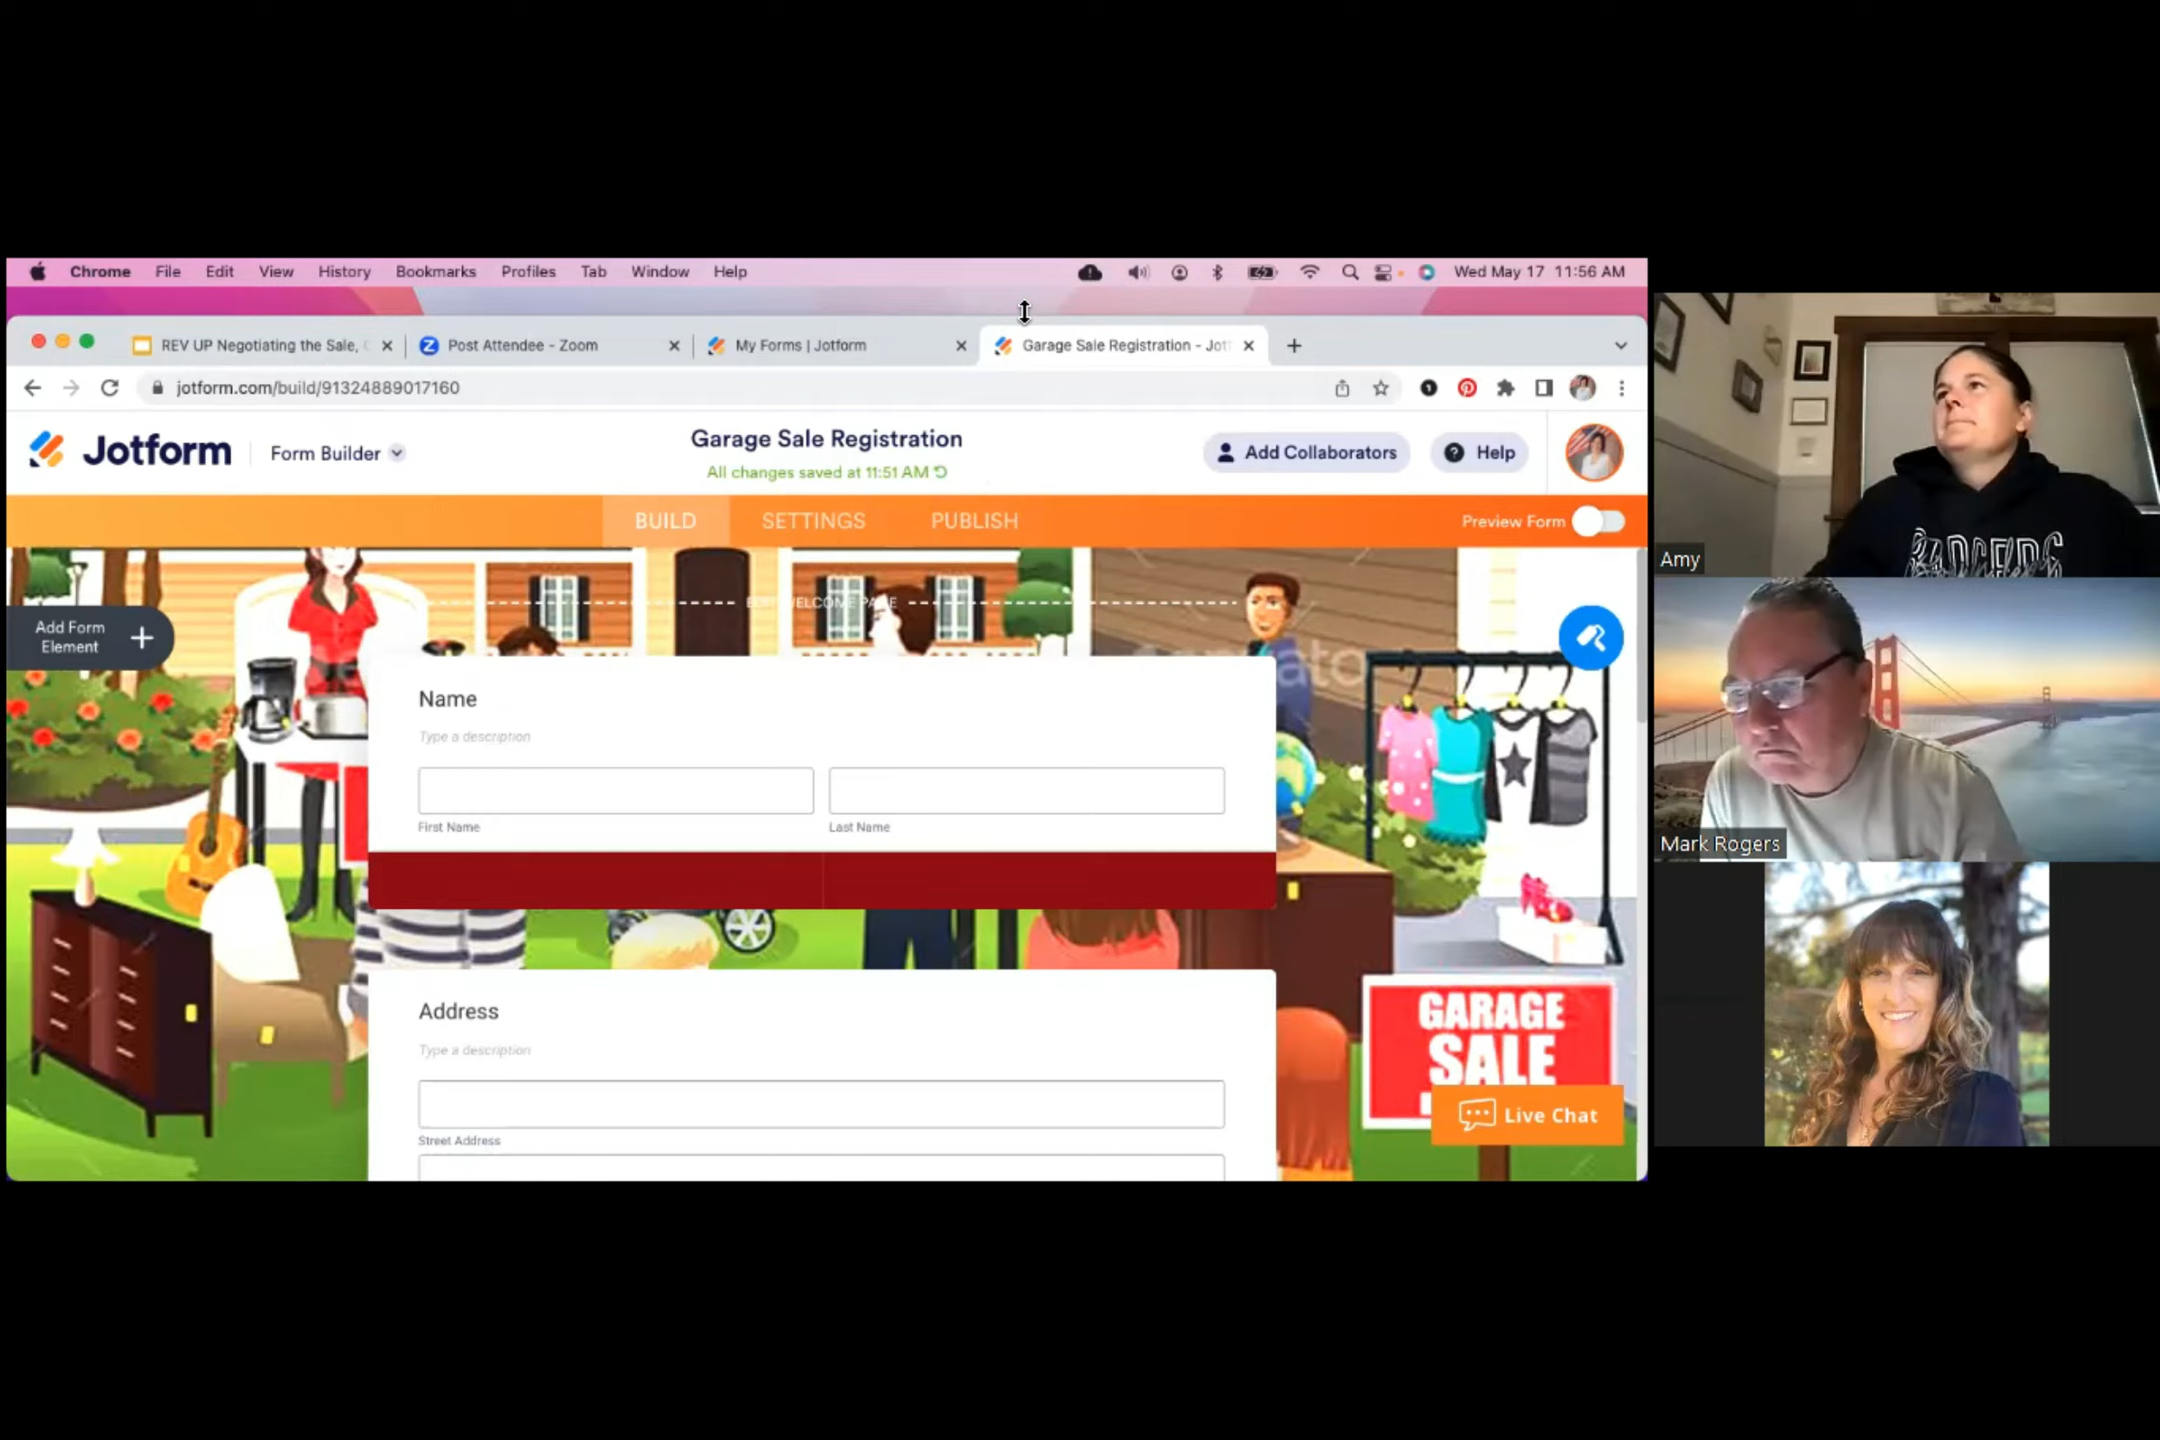 Chrome File Edit View History Bookmarks Profiles Tab Window Help Wed May 17 11:56 AM
REV UP Negotiating the Sale, Post Attendee - Zoom My Forms | Jotform Garage Sale Registration - Jot
jotform.com/build/91324889017160
Jotform Form Builder
Garage Sale Registration
All changes saved at 11:51 AM
Add Collaborators
Help
BUILD SETTINGS PUBLISH
Preview Form
Add Form
Element
Name
Type a description
First Name Last Name
Address
Type a description
Street Address
GARAGE
SALE
Live Chat
Amy
Mark Rogers